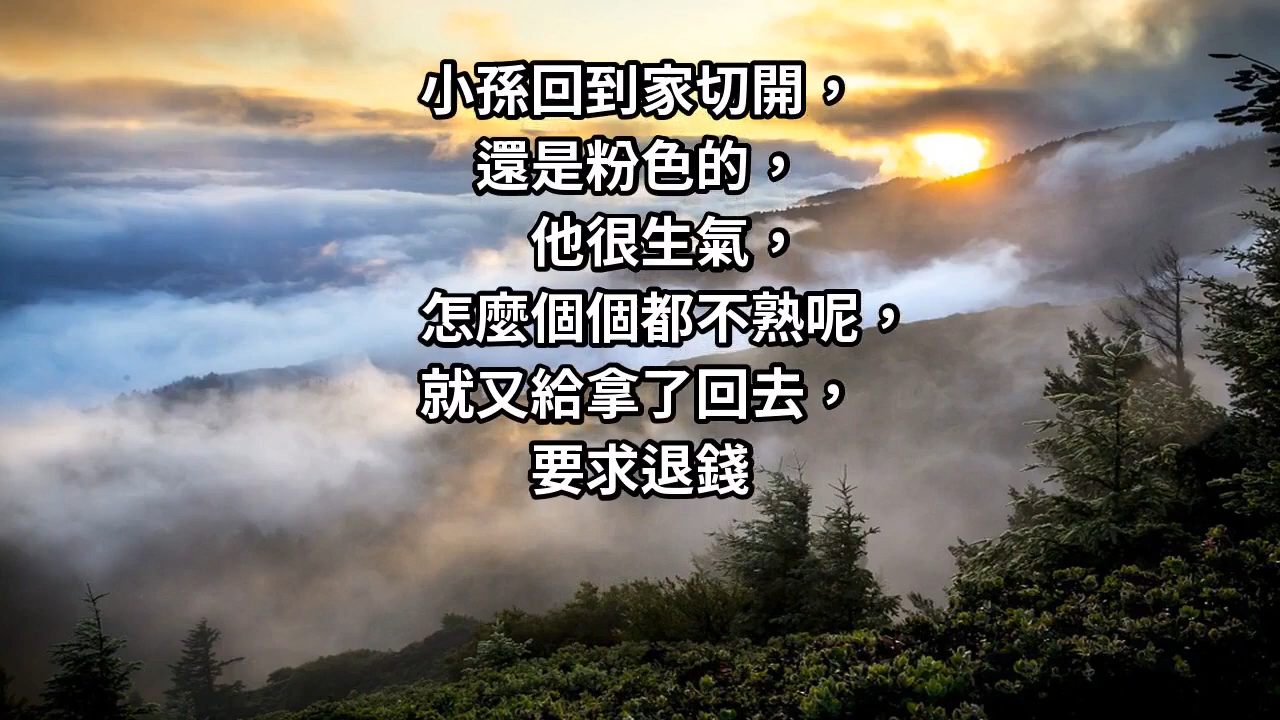 小孫回到家切開，
還是粉色的，
他很生氣，
怎麼個個都不熟呢，
就又給拿了回去，
要求退錢